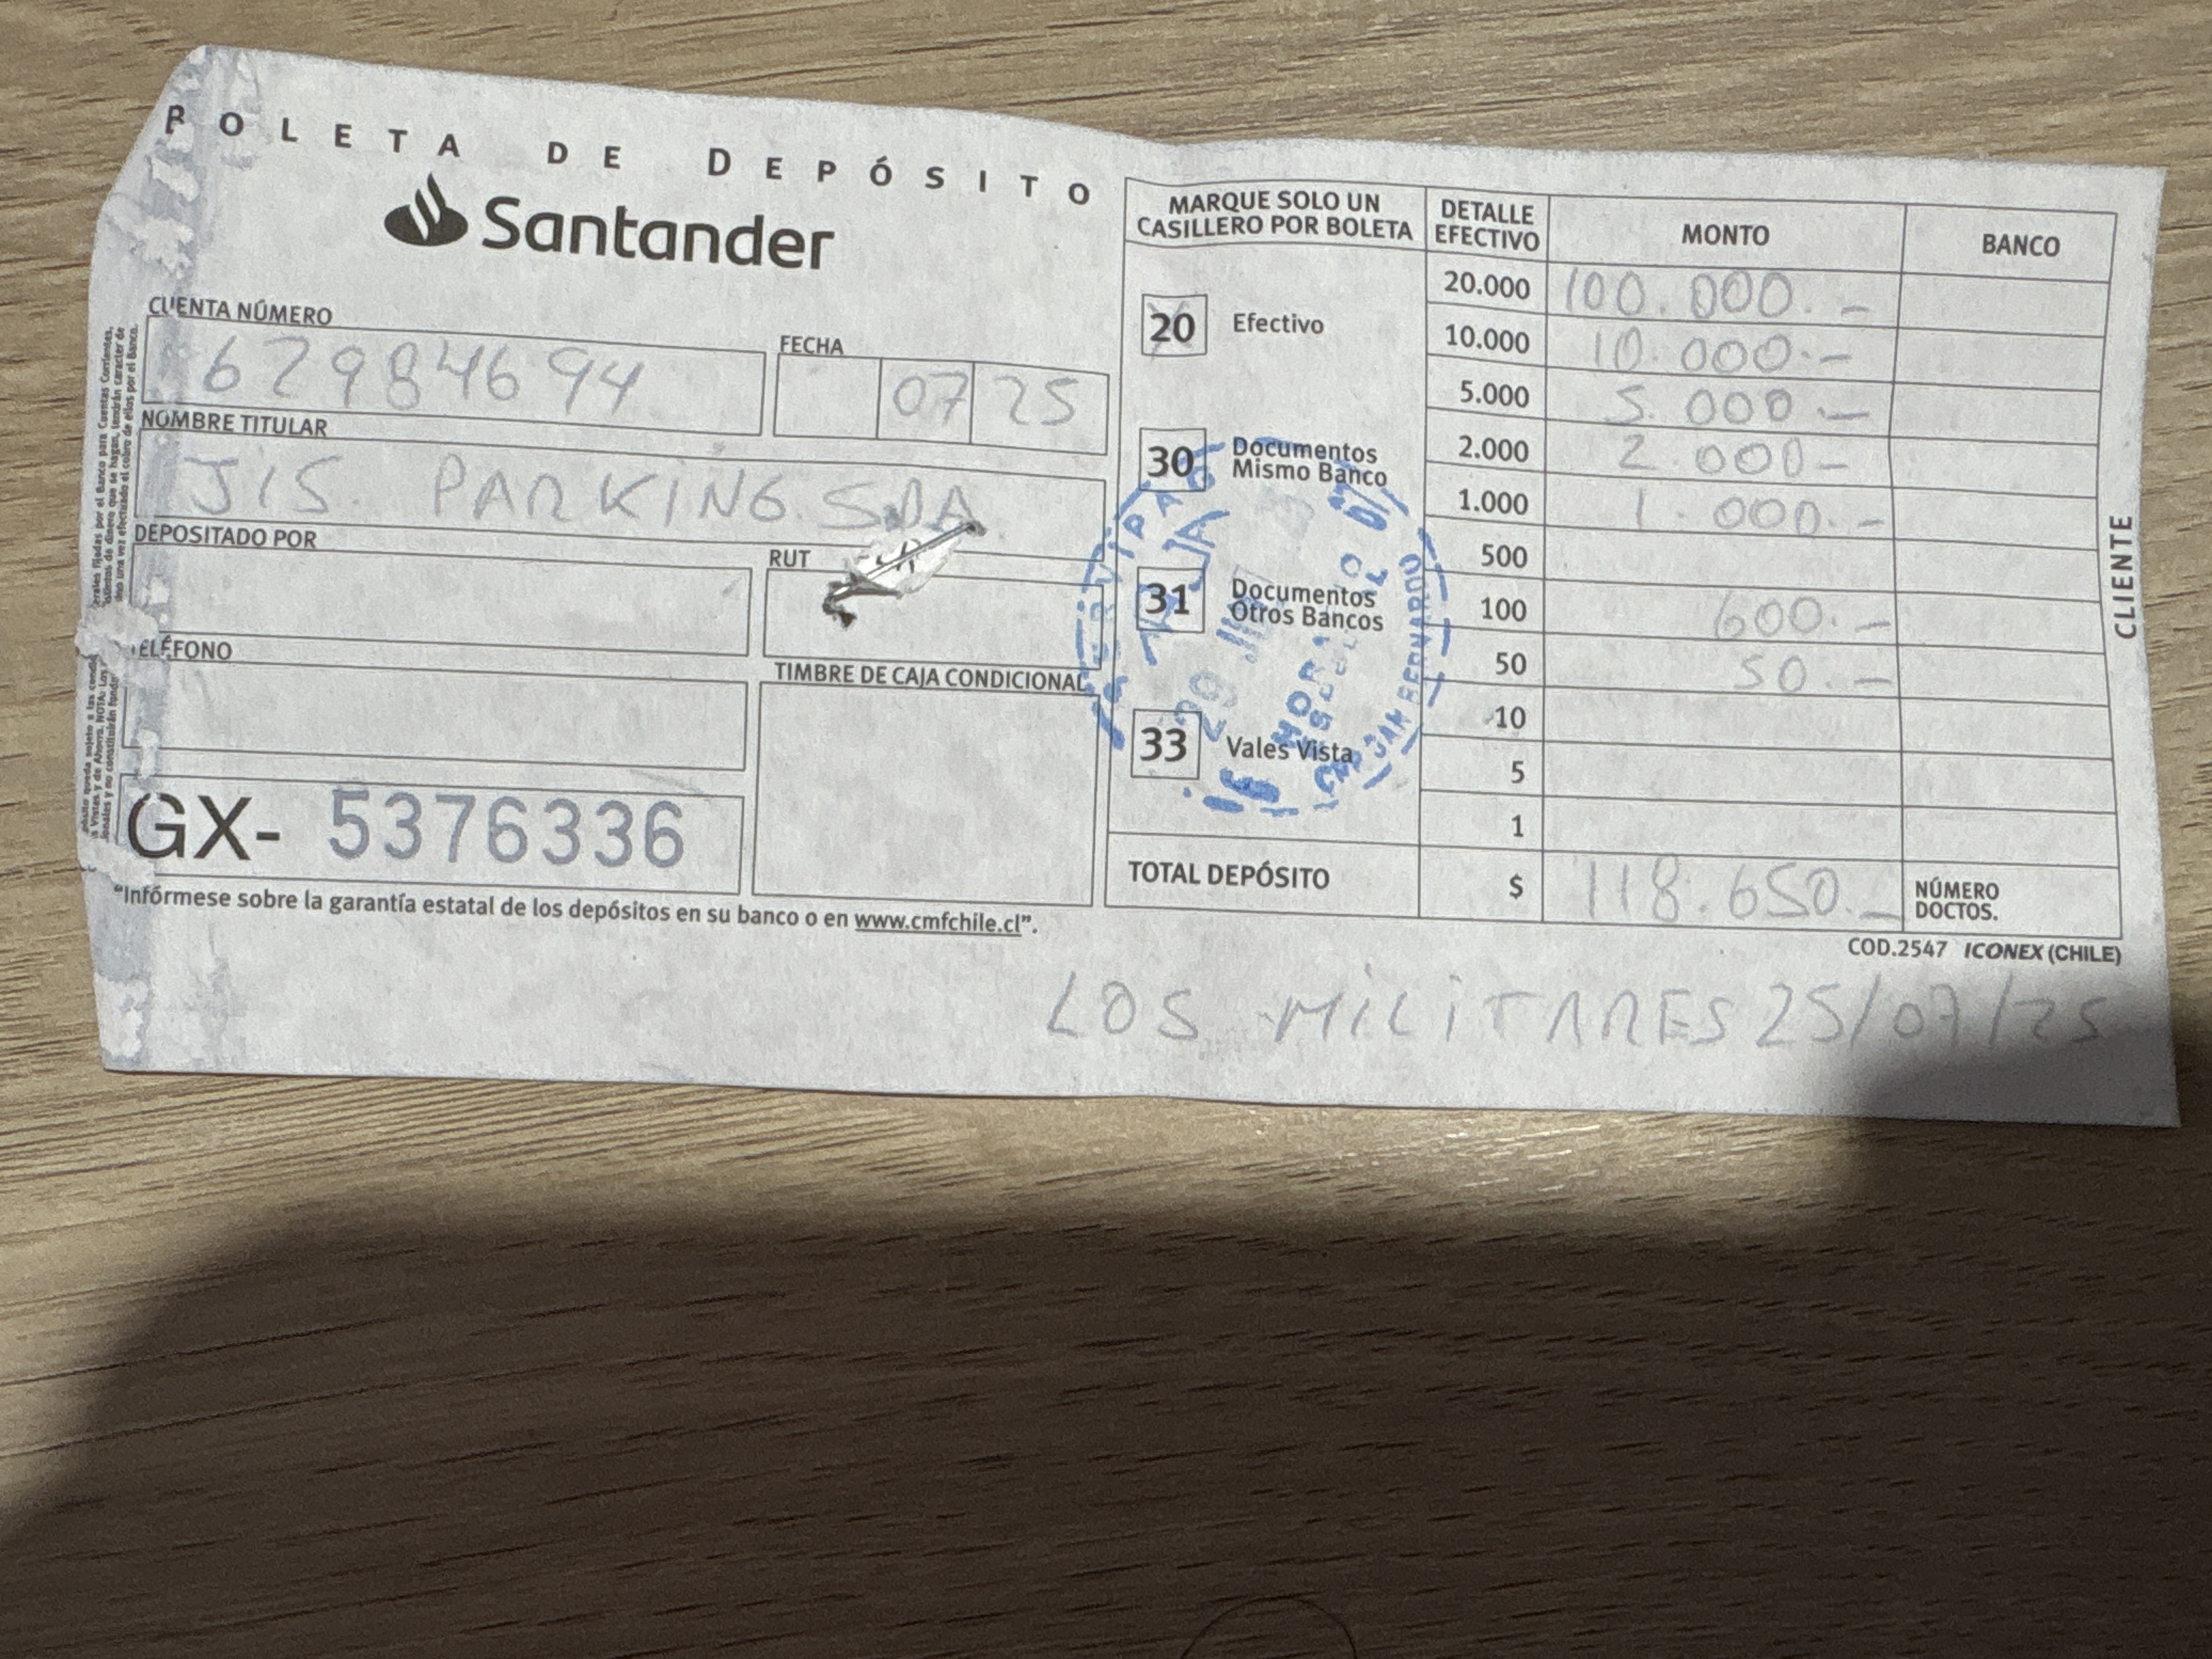 BOLETA DE DEPÓSITO
Santander
CUENTA NÚMERO
629846 94
FECHA
07 25
NOMBRE TITULAR
JIS. PARKING. SPA
DEPOSITADO POR
RUT
TELÉFONO
TIMBRE DE CAJA CONDICIONAL
GX- 5376336
"Infórmese sobre la garantía estatal de los depósitos en su banco o en www.cmfchile.cl".
MARQUE SOLO UN
CASILLERO POR BOLETA
20 Efectivo
30 Documentos
Mismo Banco
31 Documentos
Otros Bancos
33 Vales Vista
DETALLE
EFECTIVO
MONTO
BANCO
20.000 100.000.-
10.000 10.000.-
5.000 5.000.-
2.000 2.000-
1.000 1.000.-
500
100 600.-
50 50.-
10
5
1
TOTAL DEPÓSITO $ 118.650.-
NÚMERO
DOCTOS.
CLIENTE
COD.2547 ICONEX (CHILE)
LOS MILITARES 25/07/25
SAN BERNARDO